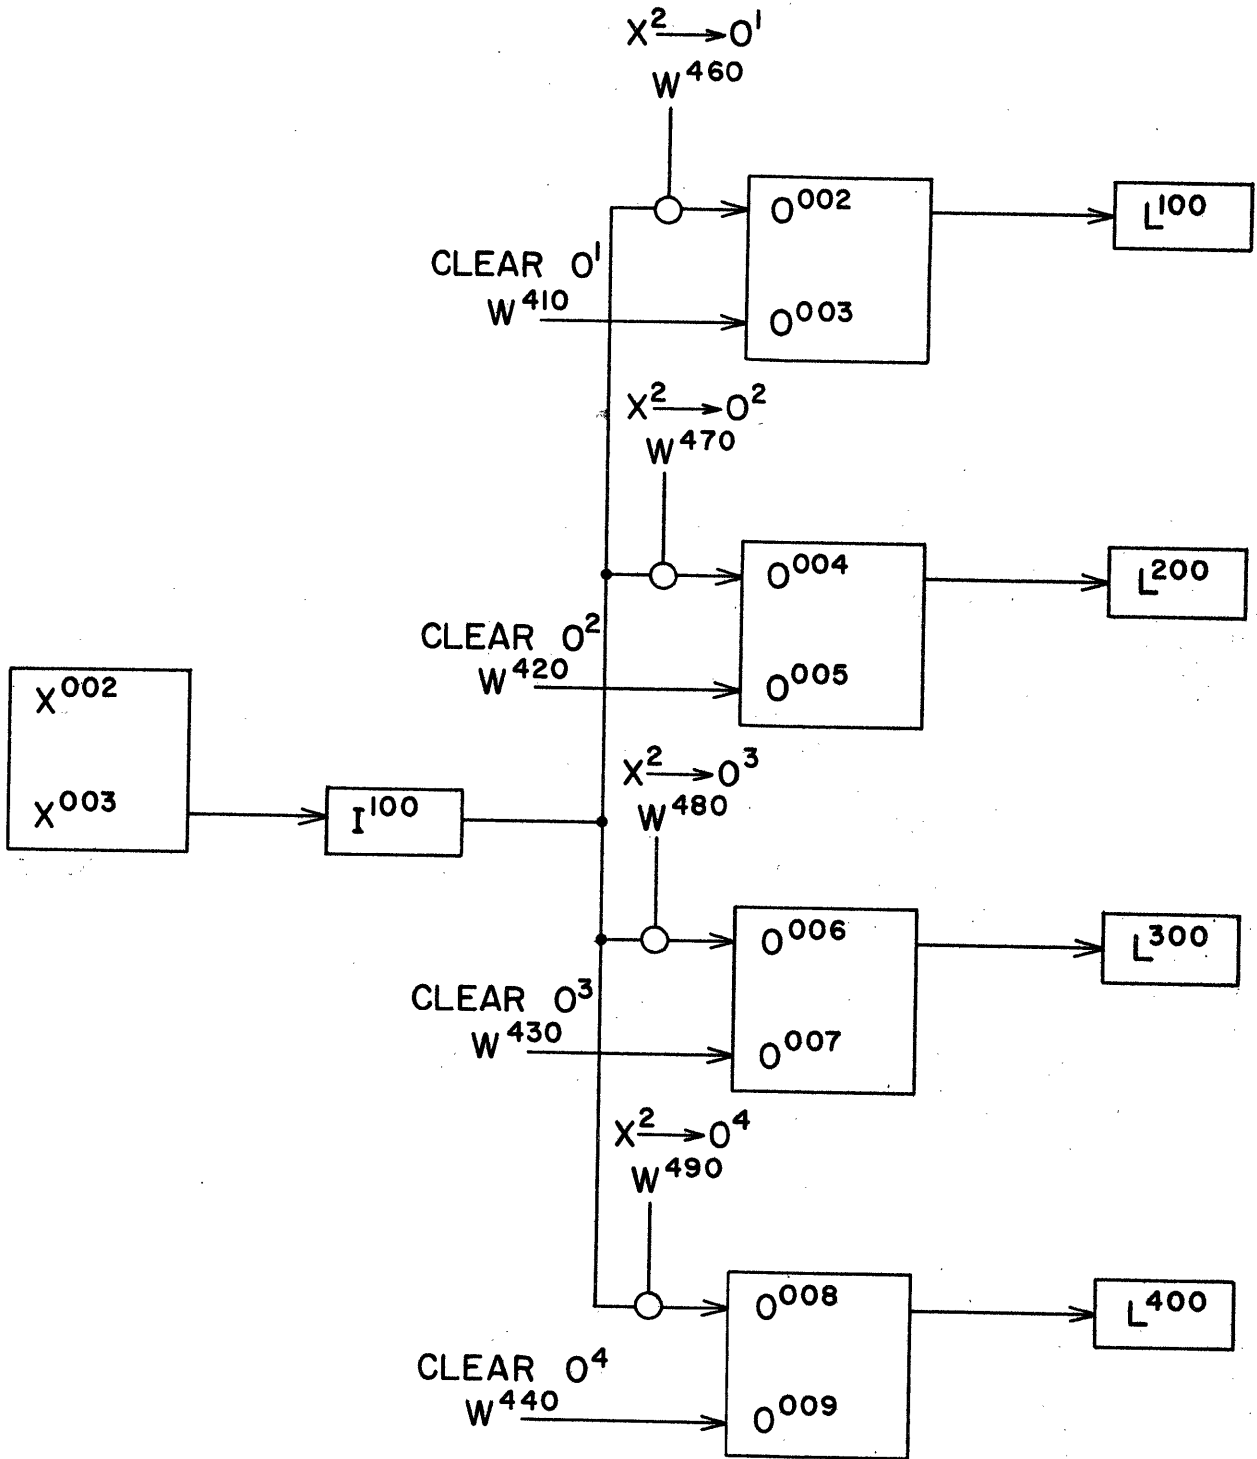 X² → O¹
W⁴⁶⁰
O⁰⁰²
L¹⁰⁰
CLEAR O¹
W⁴¹⁰
O⁰⁰³
X² → O²
W⁴⁷⁰
O⁰⁰⁴
L²⁰⁰
CLEAR O²
W⁴²⁰
O⁰⁰⁵
X⁰⁰²
X² → O³
X⁰⁰³
I¹⁰⁰
W⁴⁸⁰
O⁰⁰⁶
L³⁰⁰
CLEAR O³
W⁴³⁰
O⁰⁰⁷
X² → O⁴
W⁴⁹⁰
O⁰⁰⁸
L⁴⁰⁰
CLEAR O⁴
W⁴⁴⁰
O⁰⁰⁹